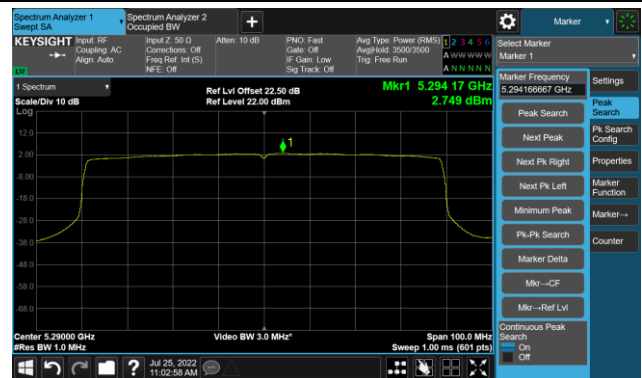 Spectrum Analyzer 1
Swept SA
Spectrum Analyzer 2
Occupied BW
+
Marker
KEYSIGHT
Input: RF
Coupling: AC
Align: Auto
Input Z: 50 Ω
Corrections: Off
Freq Ref: Int (S)
NFE: Off
Atten: 10 dB
PNO: Fast
Gate: Off
IF Gain: Low
Sig Track: Off
Avg Type: Power (RMS)
Avg|Hold: 3500/3500
Trig: Free Run
1 2 3 4 5 6
A W W W W W
A N N N N N
Select Marker
Marker 1
1 Spectrum
Scale/Div 10 dB
Log
Ref Lvl Offset 22.50 dB
Ref Level 22.00 dBm
Mkr1 5.294 17 GHz
2.749 dBm
12.0
2.00
-8.00
-18.0
-28.0
-38.0
-48.0
-58.0
-68.0
1
Center 5.29000 GHz
#Res BW 1.0 MHz
Video BW 3.0 MHz*
Span 100.0 MHz
Sweep 1.00 ms (601 pts)
Marker Frequency
5.294166667 GHz
Peak Search
Next Peak
Next Pk Right
Next Pk Left
Minimum Peak
Pk-Pk Search
Marker Delta
Mkr→CF
Mkr→Ref Lvl
Continuous Peak
Search
On
Off
Settings
Peak
Search
Pk Search
Config
Properties
Marker
Function
Marker→
Counter
?
Jul 25, 2022
11:02:58 AM